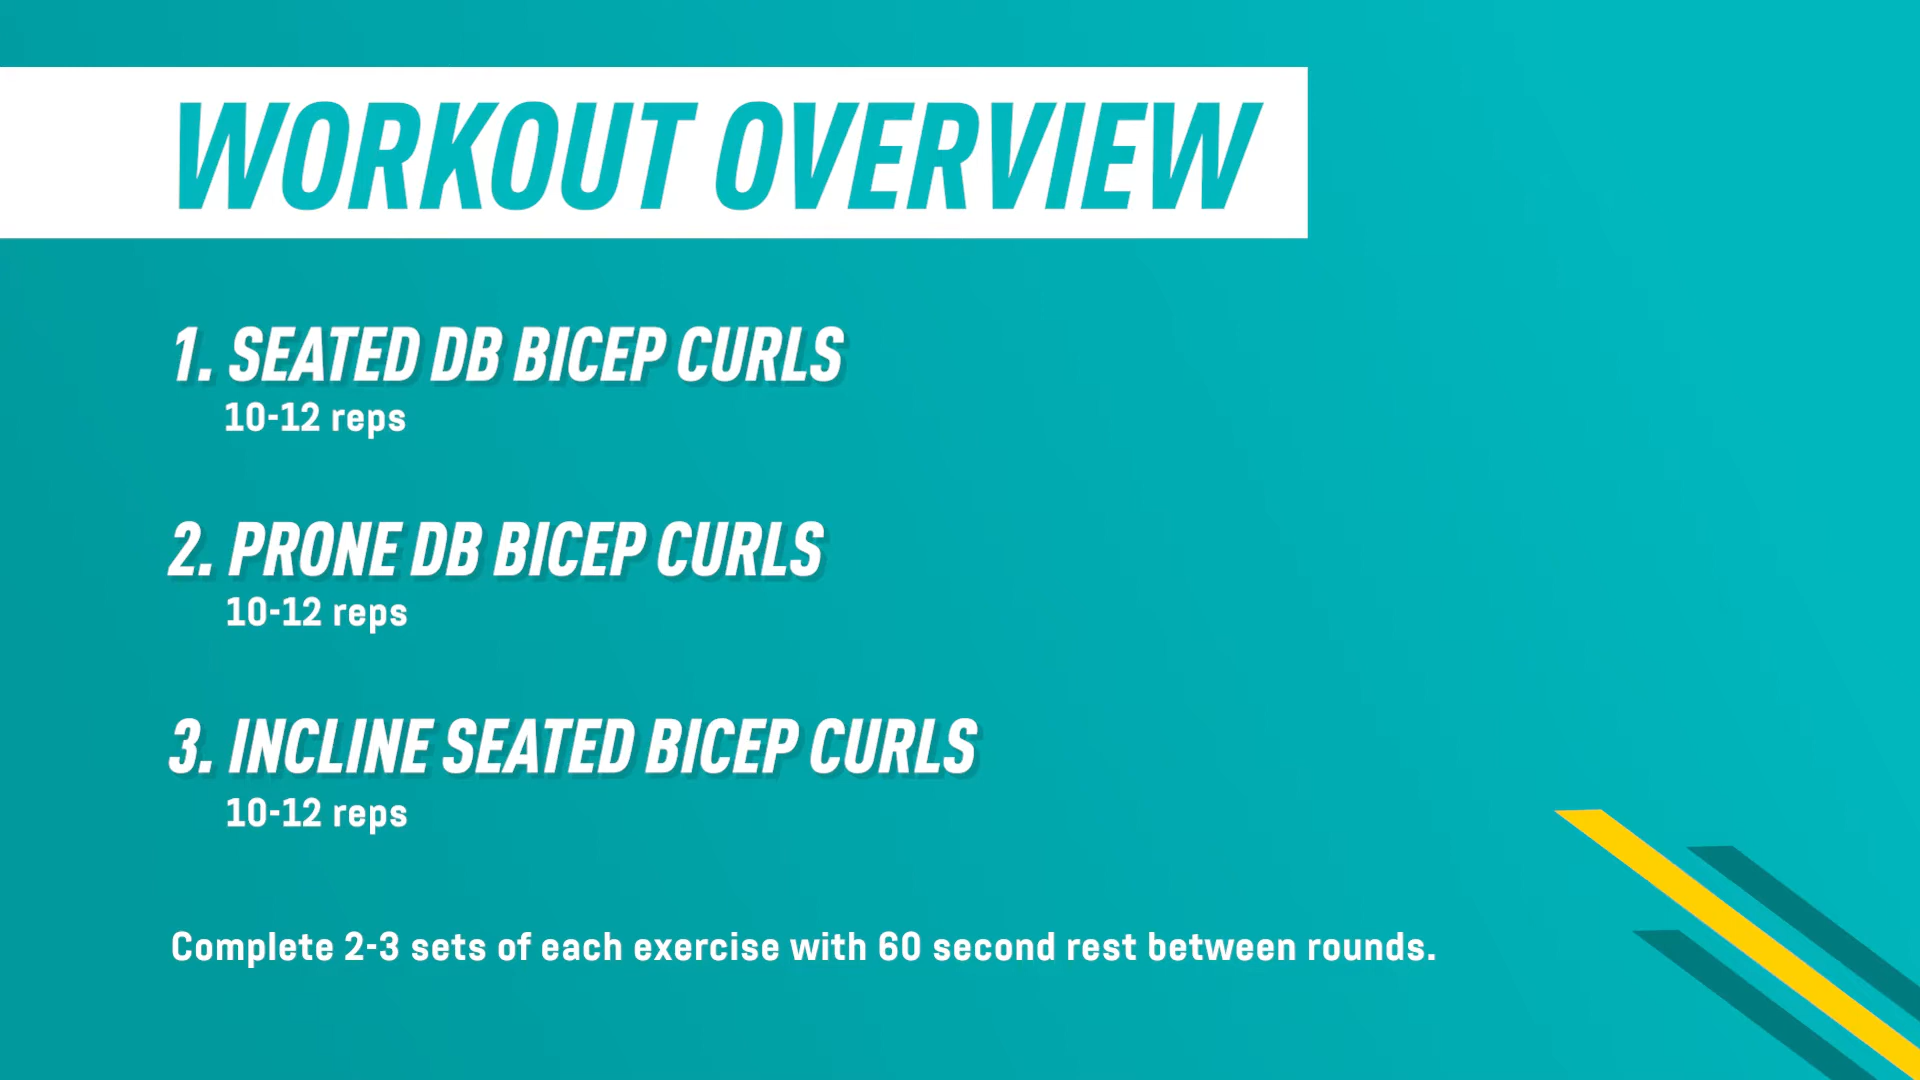 WORKOUT OVERVIEW
1. SEATED DB BICEP CURLS
10-12 reps
2. PRONE DB BICEP CURLS
10-12 reps
3. INCLINE SEATED BICEP CURLS
10-12 reps
Complete 2-3 sets of each exercise with 60 second rest between rounds.